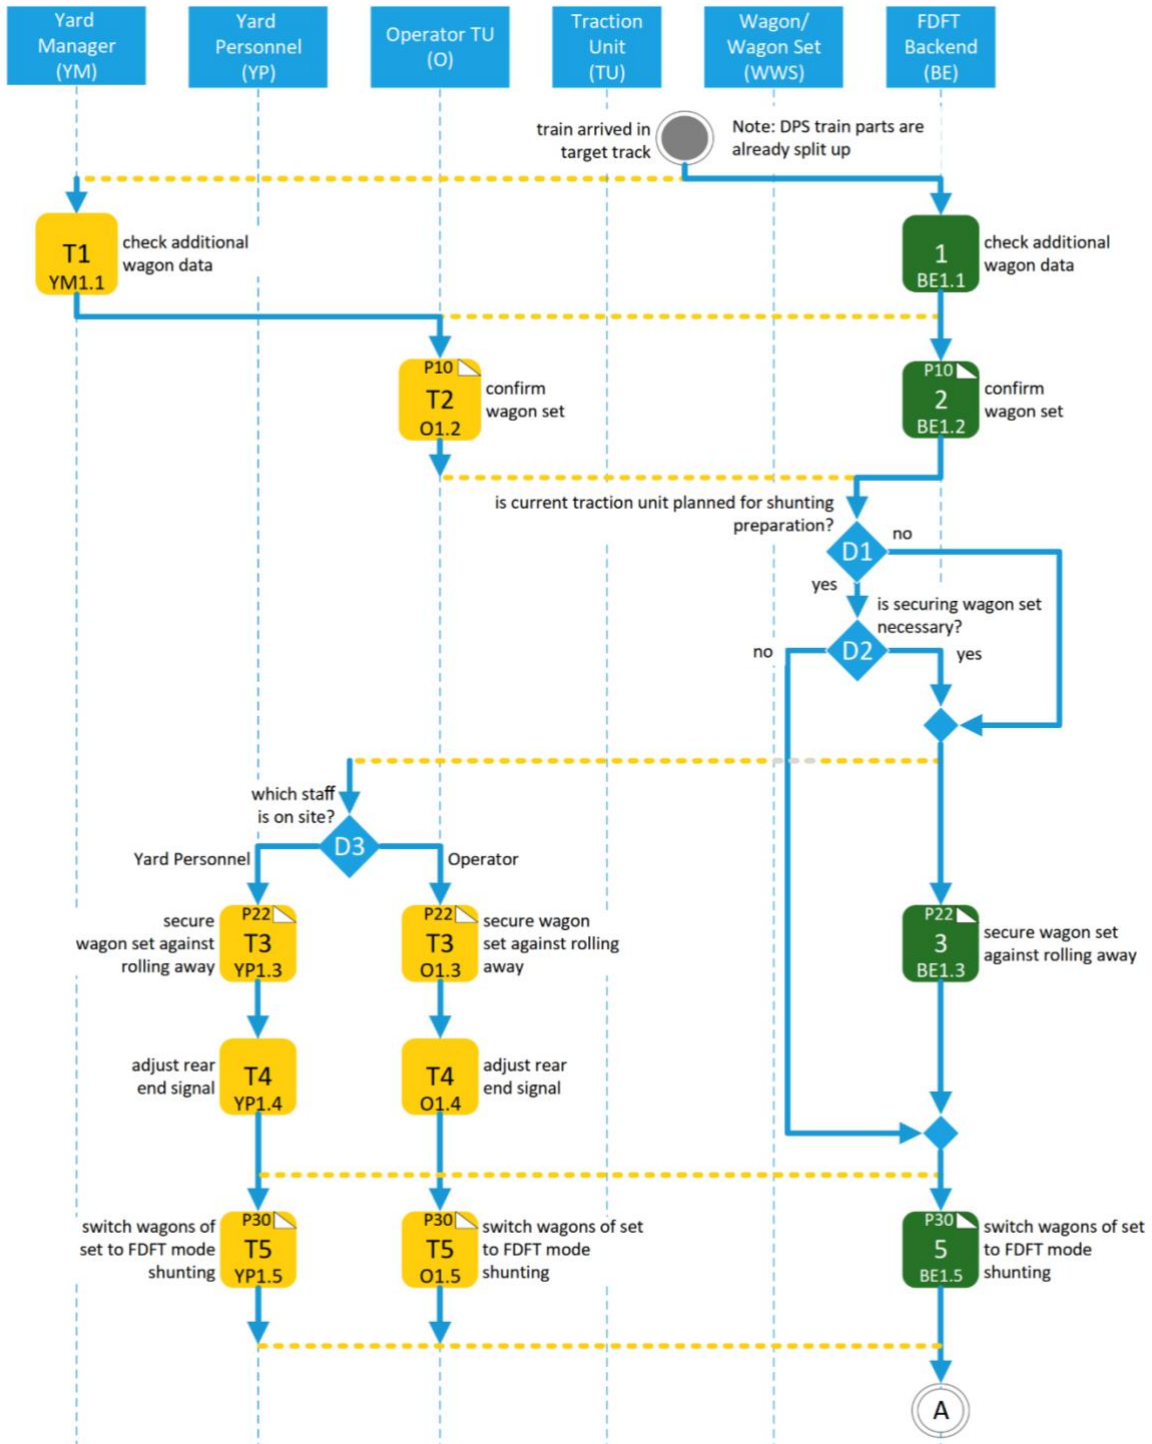 Yard
Manager
(YM)
Yard
Personnel
(YP)
Operator TU
(O)
Traction
Unit
(TU)
Wagon/
Wagon Set
(WWS)
FDFT
Backend
(BE)
train arrived in
target track
Note: DPS train parts are
already split up
T1
YM1.1
check additional
wagon data
1
BE1.1
check additional
wagon data
P10
T2
O1.2
confirm
wagon set
P10
2
BE1.2
confirm
wagon set
is current traction unit planned for shunting
preparation?
D1
no
yes
is securing wagon set
necessary?
no
D2
yes
which staff
is on site?
D3
Yard Personnel
Operator
secure
wagon set against
rolling away
P22
T3
YP1.3
P22
T3
O1.3
secure wagon
set against rolling
away
P22
3
BE1.3
secure wagon set
against rolling away
adjust rear
end signal
T4
YP1.4
T4
O1.4
adjust rear
end signal
switch wagons of
set to FDFT mode
shunting
P30
T5
YP1.5
P30
T5
O1.5
switch wagons of set
to FDFT mode
shunting
P30
5
BE1.5
switch wagons of set
to FDFT mode
shunting
A